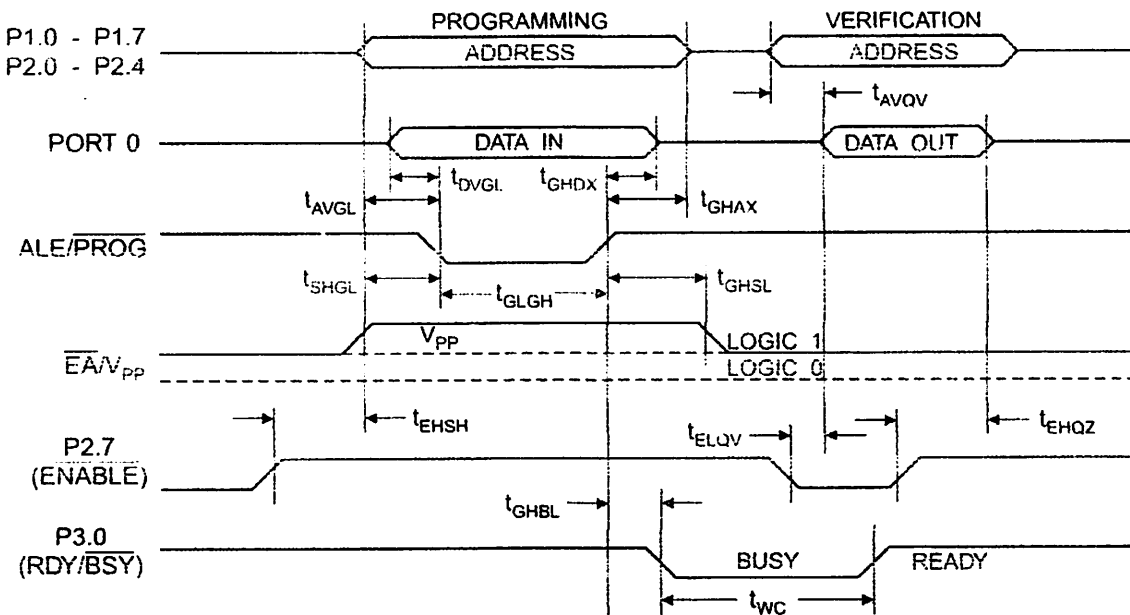 PROGRAMMING
VERIFICATION
P1.0 - P1.7
P2.0 - P2.4
ADDRESS
ADDRESS
tAVQV
PORT 0
DATA IN
DATA OUT
tDVGL
tGHDX
tAVGL
tGHAX
ALE/PROG
tSHGL
tGLGH
tGHSL
VPP
LOGIC 1
EA/VPP
LOGIC 0
tEHSH
tELQV
tEHQZ
P2.7
(ENABLE)
tGHBL
P3.0
(RDY/BSY)
BUSY
READY
tWC